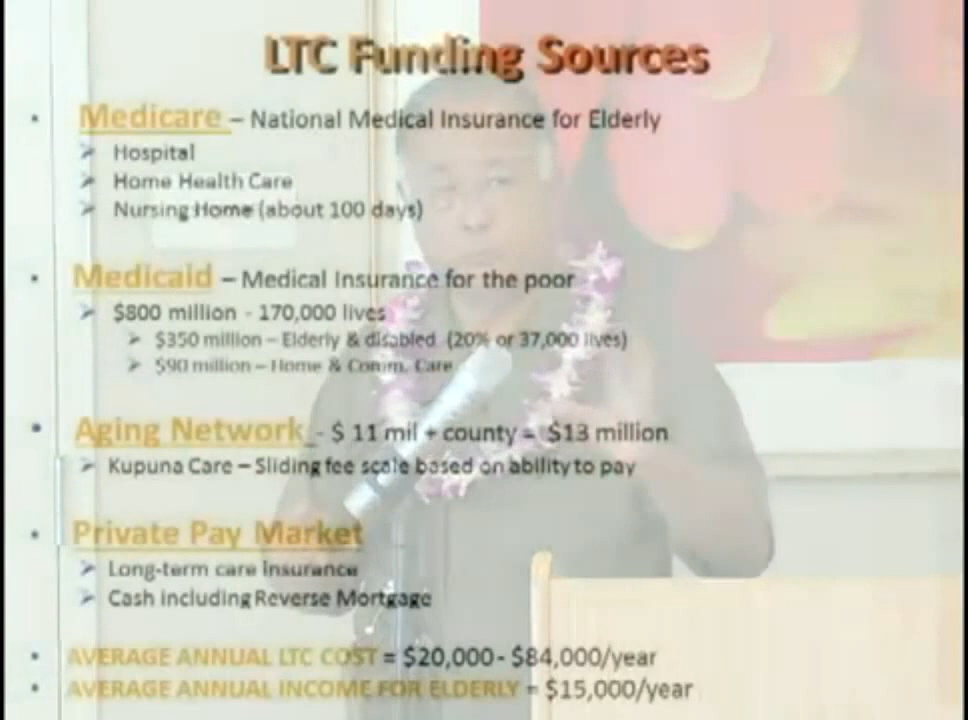 LTC Funding Sources
• Medicare – National Medical Insurance for Elderly
➢ Hospital
➢ Home Health Care
➢ Nursing Home (about 100 days)
• Medicaid – Medical Insurance for the poor
➢ $800 million - 170,000 lives
➢ $350 million – Elderly & disabled (20% or 37,000 lives)
➢ $90 million – Home & Comm. Care
• Aging Network - $ 11 mil + county = $13 million
➢ Kupuna Care – Sliding fee scale based on ability to pay
• Private Pay Market
➢ Long-term care insurance
➢ Cash including Reverse Mortgage
• AVERAGE ANNUAL LTC COST = $20,000- $84,000/year
• AVERAGE ANNUAL INCOME FOR ELDERLY = $15,000/year